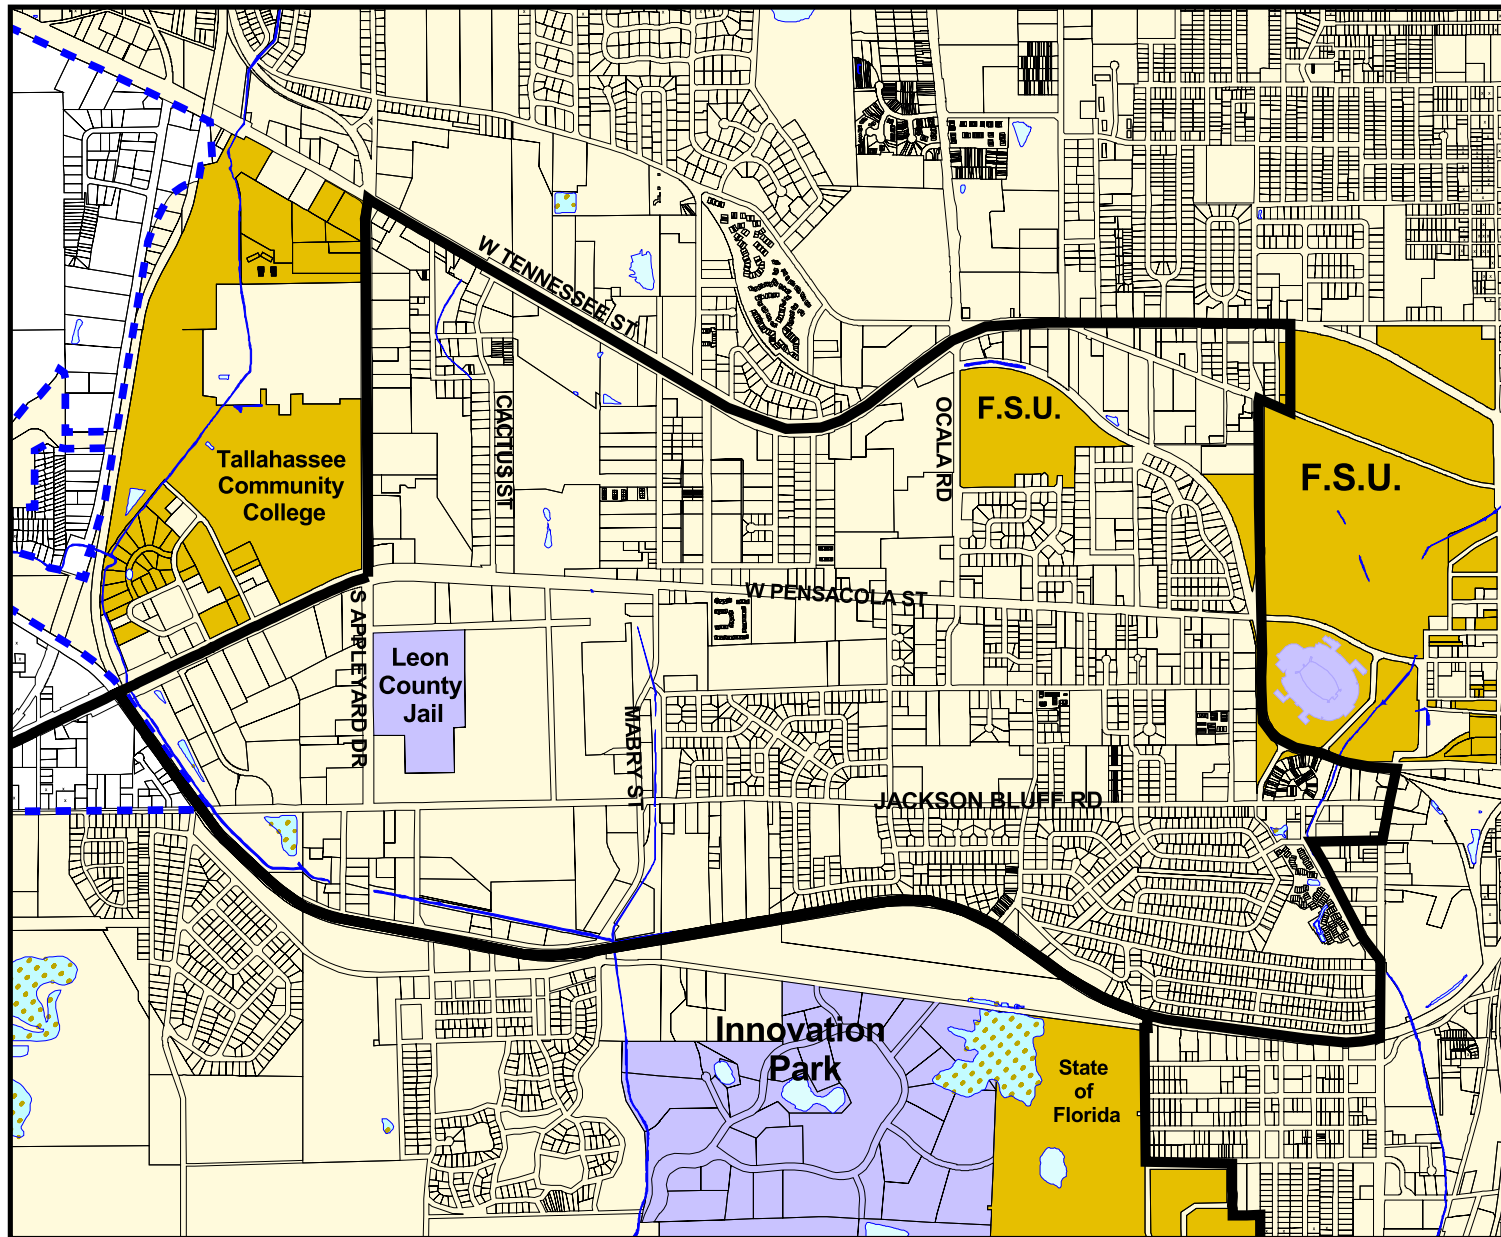 W TENNESSEE ST
CACTUS ST
OCALA RD
F.S.U.
F.S.U.
Tallahassee
Community
College
W PENSACOLA ST
S APPLEYARD DR
Leon
County
Jail
MABRY ST
JACKSON BLUFF RD
Innovation
Park
State
of
Florida